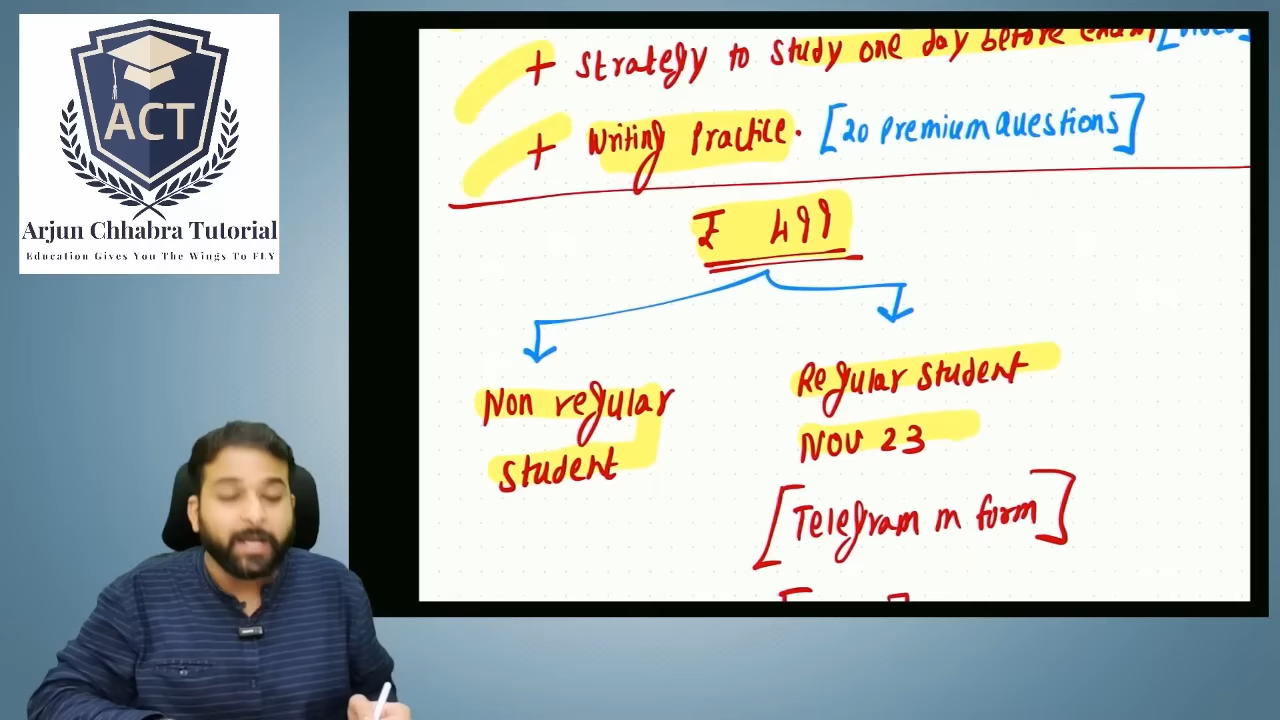 ACT
Arjun Chhabra Tutorial
Education Gives You The Wings To FLY
+ Strategy to study one day before exam [video]
+ Writing Practice. [20 Premium Questions]
₹ 499
Non regular
Student
Regular Student
Nov 23
[Telegram m form]